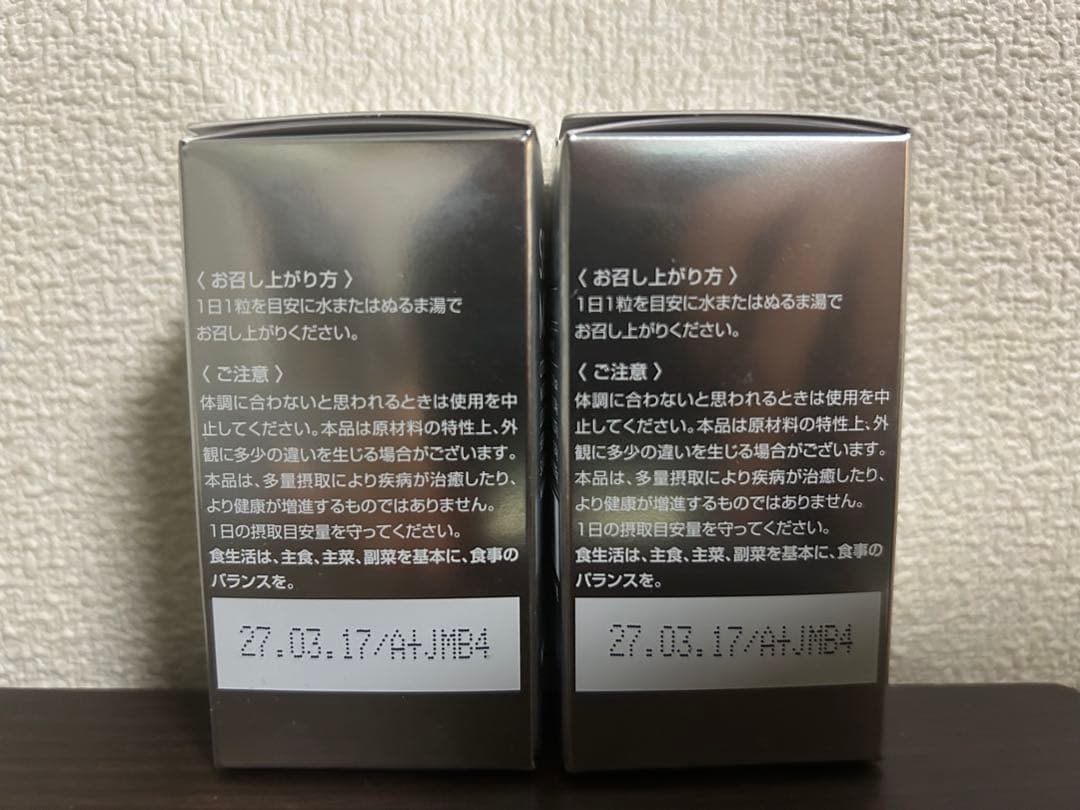 〈 お召し上がり方 〉
1日1粒を目安に水またはぬるま湯で
お召し上がりください。
〈 ご注意 〉
体調に合わないと思われるときは使用を中
止してください。本品は原材料の特性上、外
観に多少の違いを生じる場合がございます。
本品は、多量摂取により疾病が治癒したり、
より健康が増進するものではありません。
1日の摂取目安量を守ってください。
食生活は、主食、主菜、副菜を基本に、食事の
バランスを。
27.03.17/A+JMB4
〈 お召し上がり方 〉
1日1粒を目安に水またはぬるま湯で
お召し上がりください。
〈 ご注意 〉
体調に合わないと思われるときは使用を中
止してください。本品は原材料の特性上、外
観に多少の違いを生じる場合がございます。
本品は、多量摂取により疾病が治癒したり、
より健康が増進するものではありません。
1日の摂取目安量を守ってください。
食生活は、主食、主菜、副菜を基本に、食事の
バランスを。
27.03.17/A+JMB4